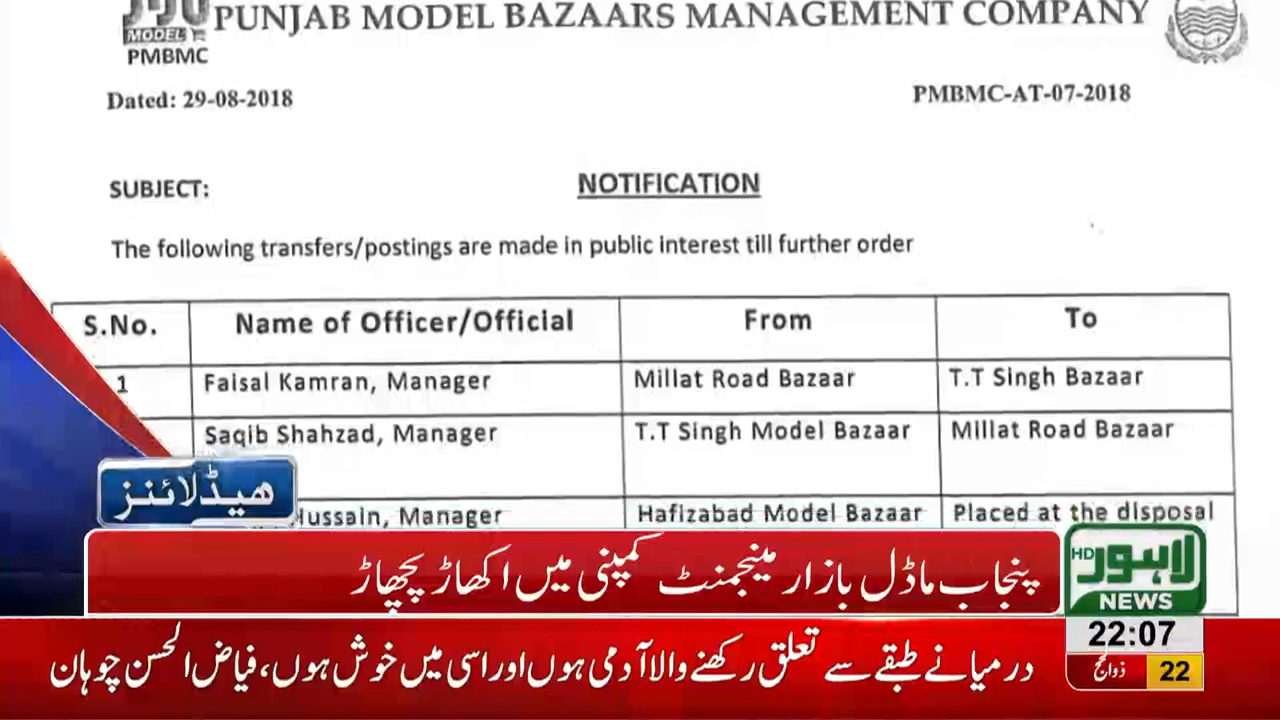 MODEL
PUNJAB MODEL BAZAARS MANAGEMENT COMPANY
PMBMC
Dated: 29-08-2018
PMBMC-AT-07-2018
SUBJECT:
NOTIFICATION
The following transfers/postings are made in public interest till further order
S.No. Name of Officer/Official From To
1 Faisal Kamran, Manager Millat Road Bazaar T.T Singh Bazaar
Saqib Shahzad, Manager T.T Singh Model Bazaar Millat Road Bazaar
Hussain, Manager Hafizabad Model Bazaar Placed at the disposal
ہیڈلائنز
پنجاب ماڈل بازار مینجمنٹ کمپنی میں اکھاڑ پچھاڑ
لاہور HD
NEWS
22:07
درمیانے طبقے سے تعلق رکھنے والا آدمی ہوں اور اسی میں خوش ہوں، فیاض الحسن چوہان
ذوالحج 22